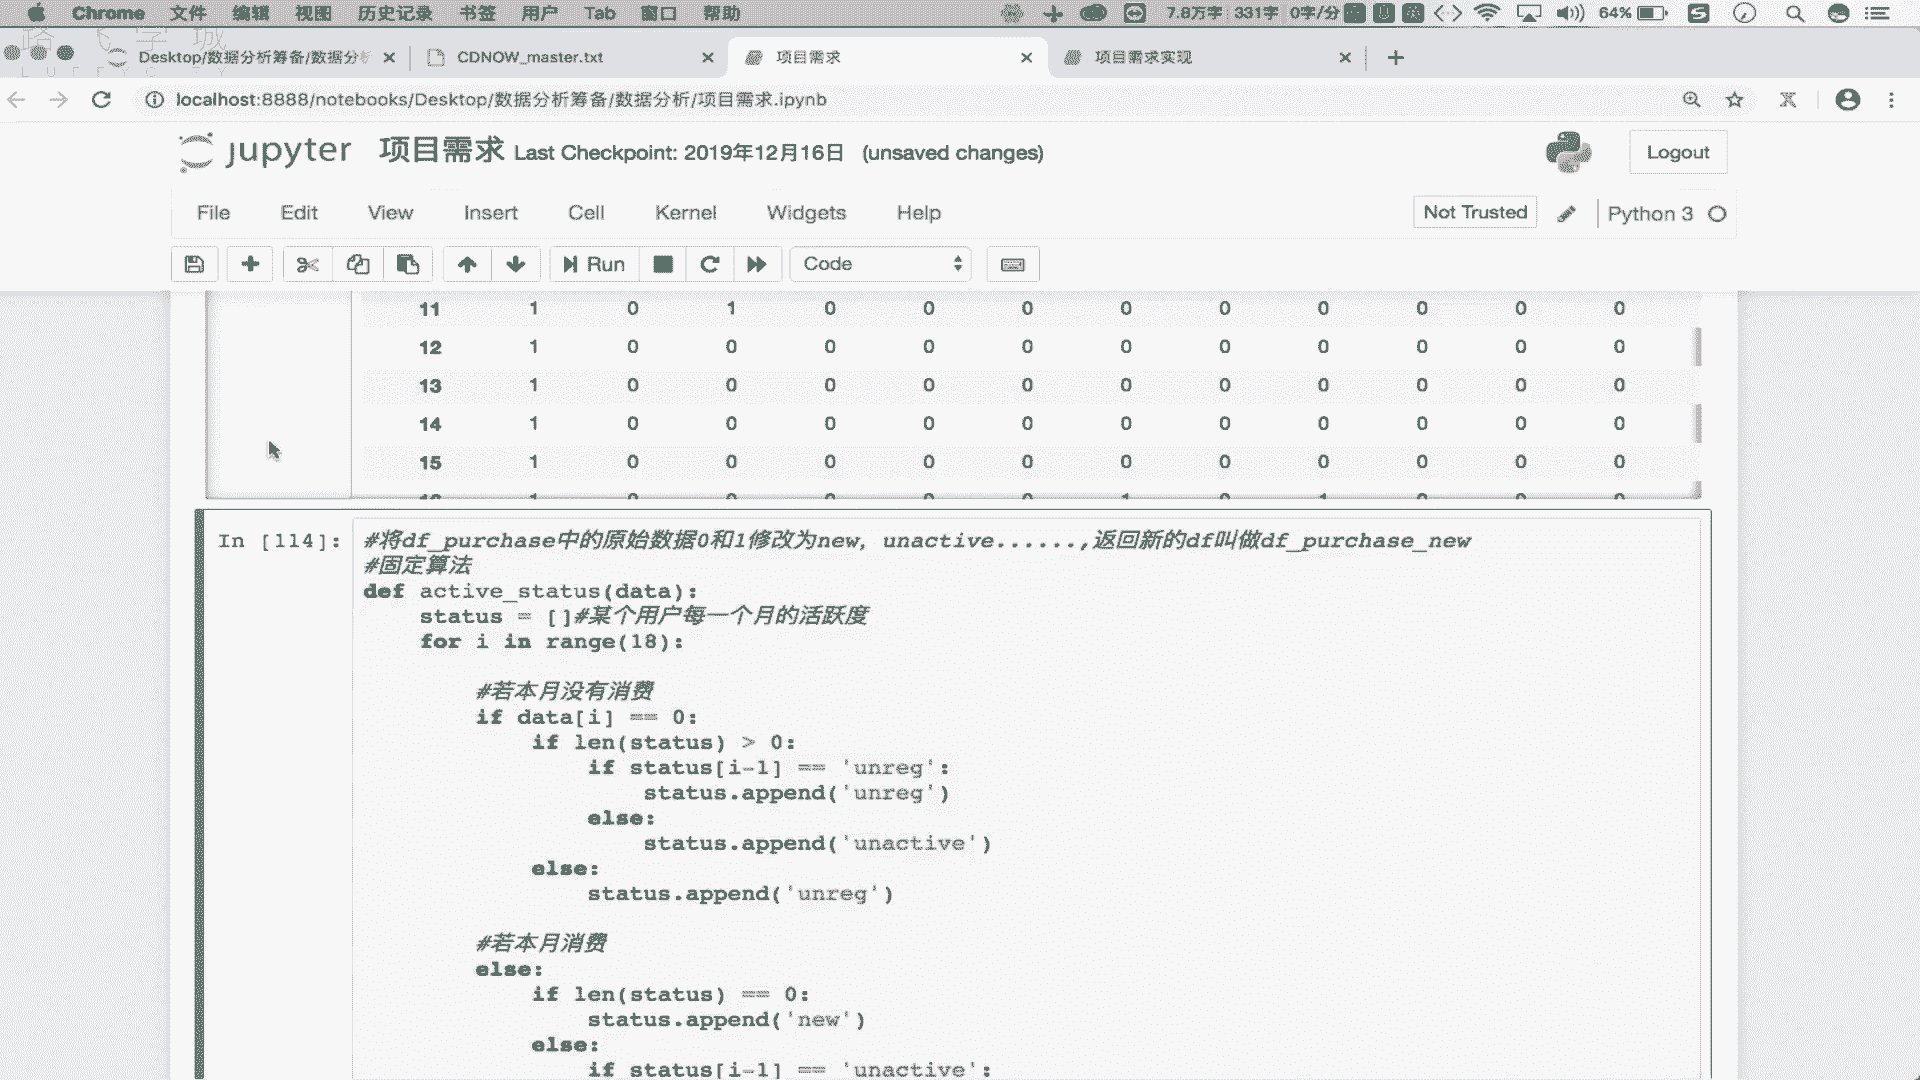 Chrome 文件 编辑 视图 历史记录 书签 用户 Tab 窗口 帮助 7.8万字 331字 0字/分 64%
路飞学城
Desktop/数据分析筹备/数据分析 CDNOW_master.txt 项目需求 项目需求实现
localhost:8888/notebooks/Desktop/数据分析筹备/数据分析/项目需求.ipynb
jupyter 项目需求 Last Checkpoint: 2019年12月16日 (unsaved changes) Logout
File Edit View Insert Cell Kernel Widgets Help Not Trusted Python 3
Run Code
11 1 0 1 0 0 0 0 0 0 0 0 0
12 1 0 0 0 0 0 0 0 0 0 0 0
13 1 0 0 0 0 0 0 0 0 0 0 0
14 1 0 0 0 0 0 0 0 0 0 0 0
15 1 0 0 0 0 0 0 0 0 0 0 0
In [114]: #将df_purchase中的原始数据0和1修改为new, unactive......,返回新的df叫做df_purchase_new
#固定算法
def active_status(data):
status = []#某个用户每一个月的活跃度
for i in range(18):
#若本月没有消费
if data[i] == 0:
if len(status) > 0:
if status[i-1] == 'unreg':
status.append('unreg')
else:
status.append('unactive')
else:
status.append('unreg')
#若本月消费
else:
if len(status) == 0:
status.append('new')
else:
if status[i-1] == 'unactive':